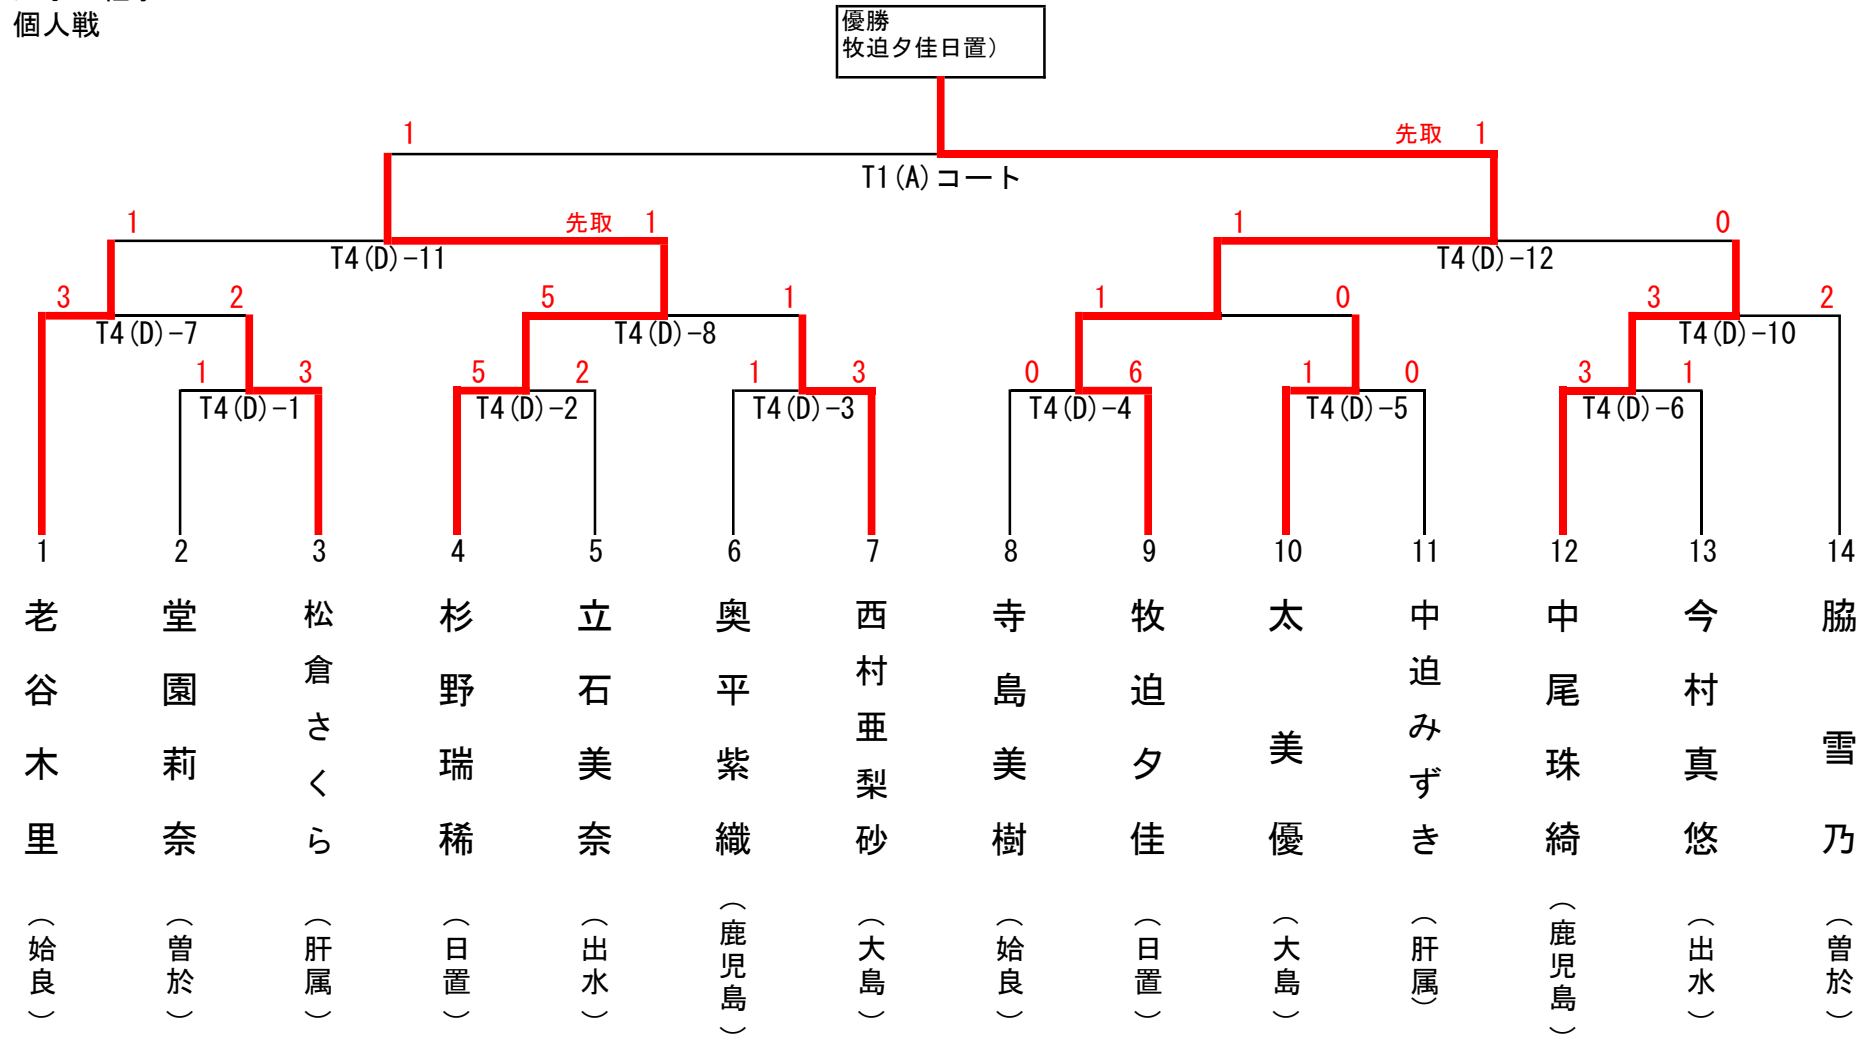 個人戦
優勝
牧迫夕佳日置）
1
先取 1
T1(A)コート
1
先取 1
1
0
T4(D)-11
T4(D)-12
3
2
5
1
1
0
3
2
T4(D)-7
T4(D)-8
T4(D)-10
1
3
5
2
1
3
0
6
1
0
3
1
T4(D)-1
T4(D)-2
T4(D)-3
T4(D)-4
T4(D)-5
T4(D)-6
1
2
3
4
5
6
7
8
9
10
11
12
13
14
老谷木里
堂園莉奈
松倉さくら
杉野瑞稀
立石美奈
奥平紫織
西村亜梨砂
寺島美樹
牧迫夕佳
太美優
中迫みずき
中尾珠綺
今村真悠
脇雪乃
（姶良）
（曽於）
（肝属）
（日置）
（出水）
（鹿児島）
（大島）
（姶良）
（日置）
（大島）
（肝属）
（鹿児島）
（出水）
（曽於）